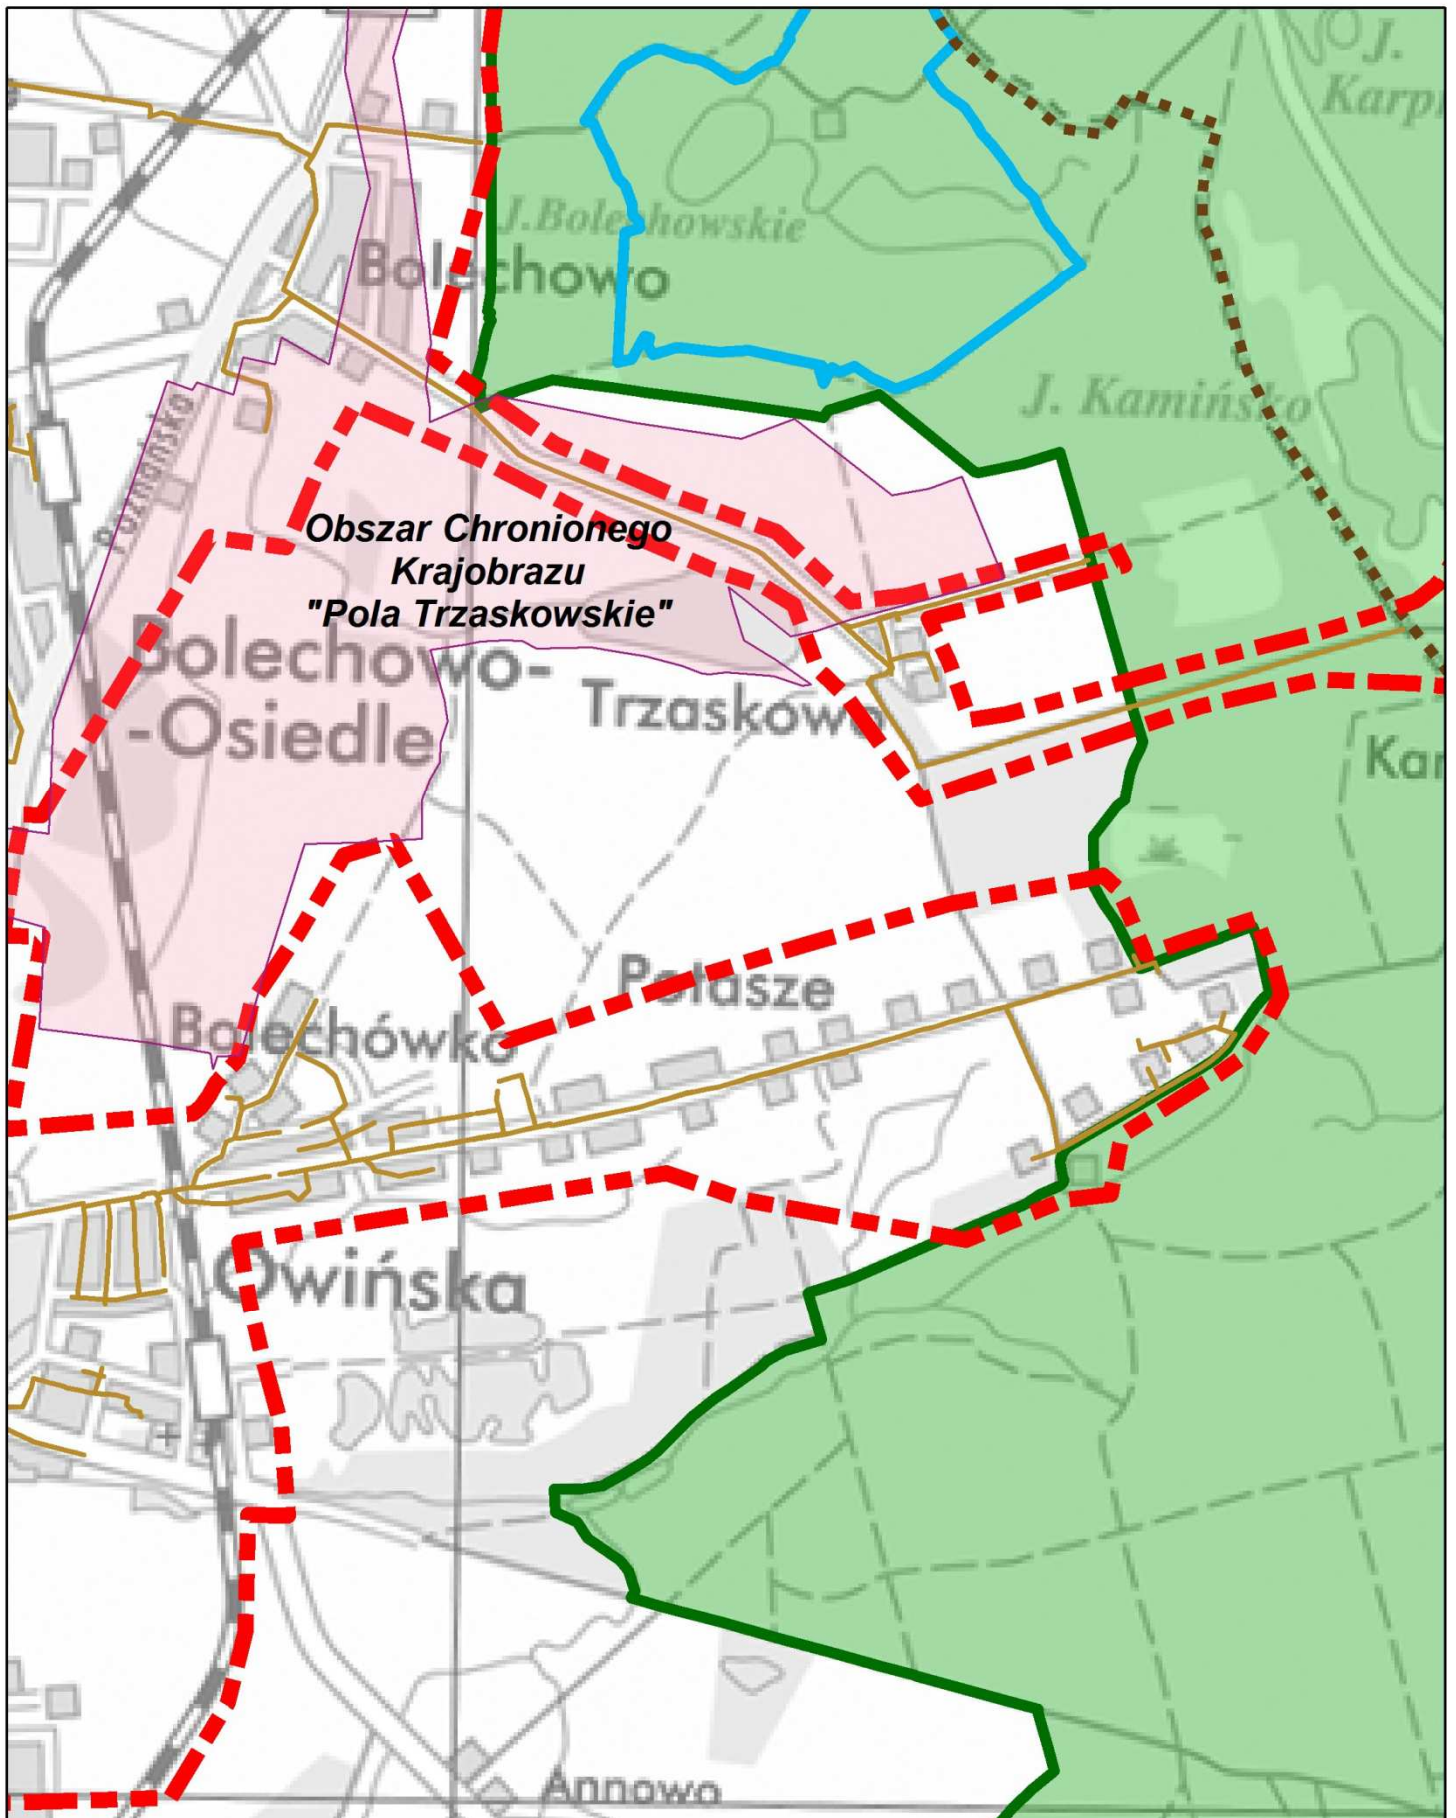 J.
Karp
J.Bolechowskie
Bolechowo
J. Kamińsko
Poznańska
Obszar Chronionego
Krajobrazu
"Pola Trzaskowskie"
Bolechowo-
-Osiedle
Trzaskowo
Kar
Potasze
Bolechówko
Owińska
Annowo